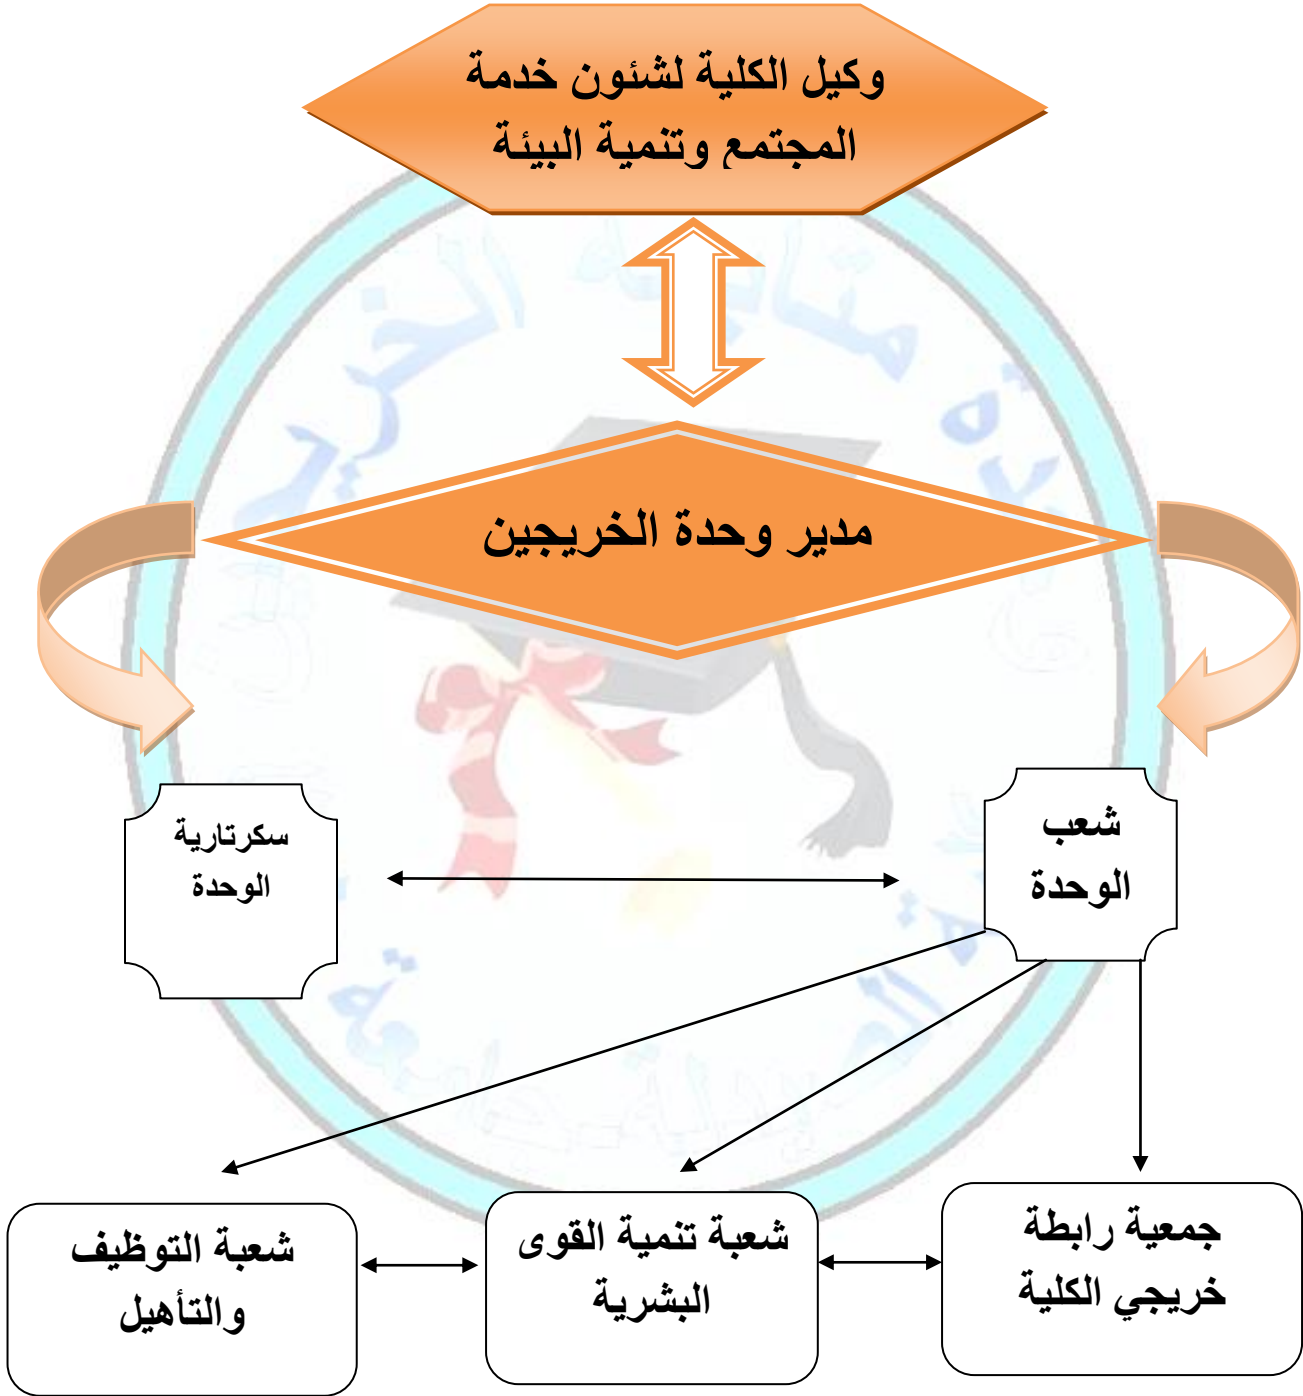 وكيل الكلية لشئون خدمة
المجتمع وتنمية البيئة
مدير وحدة الخريجين
شعب
الوحدة
سكرتارية
الوحدة
جمعية رابطة
خريجي الكلية
شعبة تنمية القوى
البشرية
شعبة التوظيف
والتأهيل